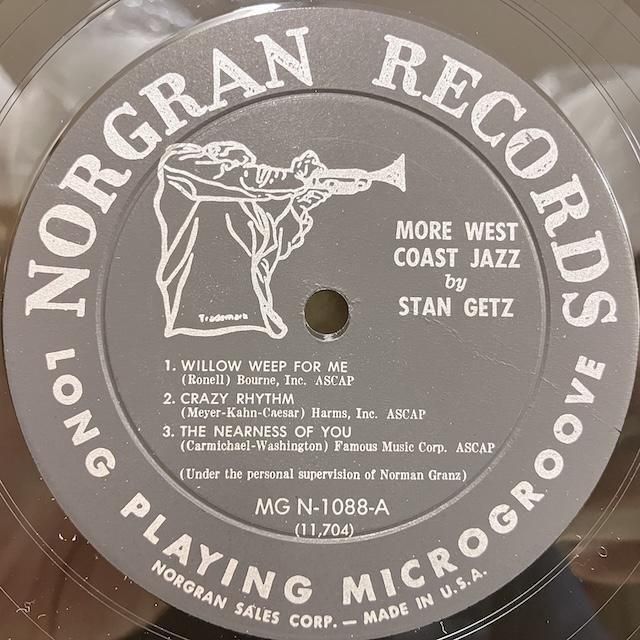 NORGRAN RECORDS
Trademark
MORE WEST
COAST JAZZ
by
STAN GETZ
1. WILLOW WEEP FOR ME
(Ronell) Bourne, Inc. ASCAP
2. CRAZY RHYTHM
(Meyer-Kahn-Caesar) Harms, Inc. ASCAP
3. THE NEARNESS OF YOU
(Carmichael-Washington) Famous Music Corp. ASCAP
(Under the personal supervision of Norman Granz)
MG N-1088-A
(11,704)
LONG PLAYING MICROGROOVE
NORGRAN SALES CORP. — MADE IN U.S.A.